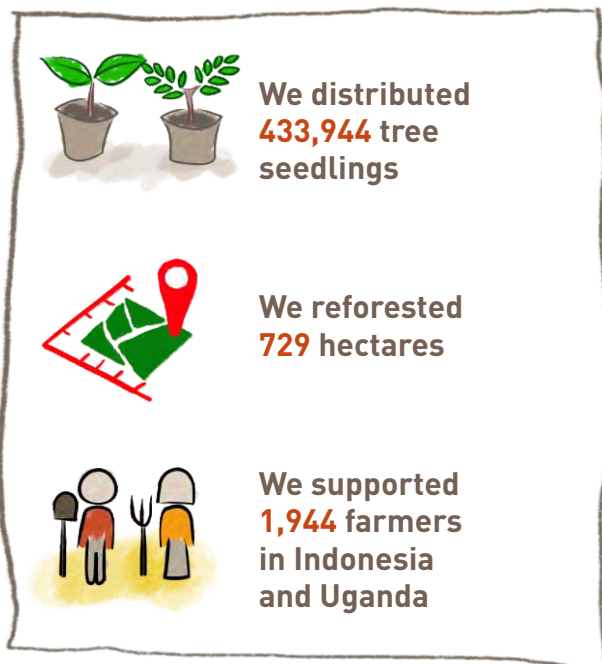 We distributed
433,944 tree
seedlings
We reforested
729 hectares
We supported
1,944 farmers
in Indonesia
and Uganda